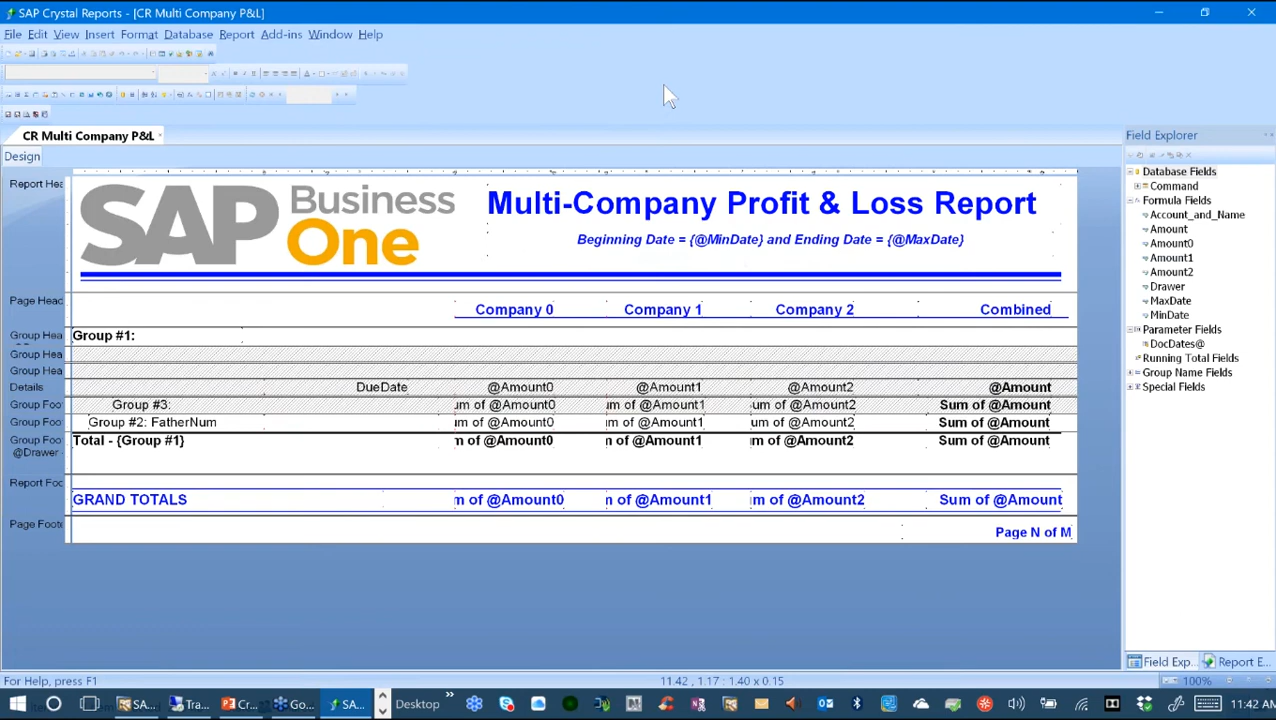 SAP Crystal Reports - [CR Multi Company P&L]
File Edit View Insert Format Database Report Add-ins Window Help
CR Multi Company P&L
Design
Field Explorer
Database Fields
Command
Formula Fields
Account_and_Name
Amount
Amount0
Amount1
Amount2
Drawer
MaxDate
MinDate
Parameter Fields
DocDates@
Running Total Fields
Group Name Fields
Special Fields
Report Hea
SAP Business One
Multi-Company Profit & Loss Report
Beginning Date = {@MinDate} and Ending Date = {@MaxDate}
Page Head Company 0 Company 1 Company 2 Combined
Group Hea Group #1:
Group Hea
Group Hea
Details DueDate @Amount0 @Amount1 @Amount2 @Amount
Group Foo Group #3: um of @Amount0 um of @Amount1 um of @Amount2 Sum of @Amount
Group Foo Group #2: FatherNum um of @Amount0 um of @Amount1 um of @Amount2 Sum of @Amount
Group Foo Total - {Group #1} m of @Amount0 m of @Amount1 um of @Amount2 Sum of @Amount
@Drawer
Report Foo GRAND TOTALS m of @Amount0 m of @Amount1 m of @Amount2 Sum of @Amount
Page Foote Page N of M
Field Exp... Report E...
For Help, press F1 11.42 , 1.17 : 1.40 x 0.15 100%
SA... Tra... Cr... Go... SA... Desktop 11:42 AM